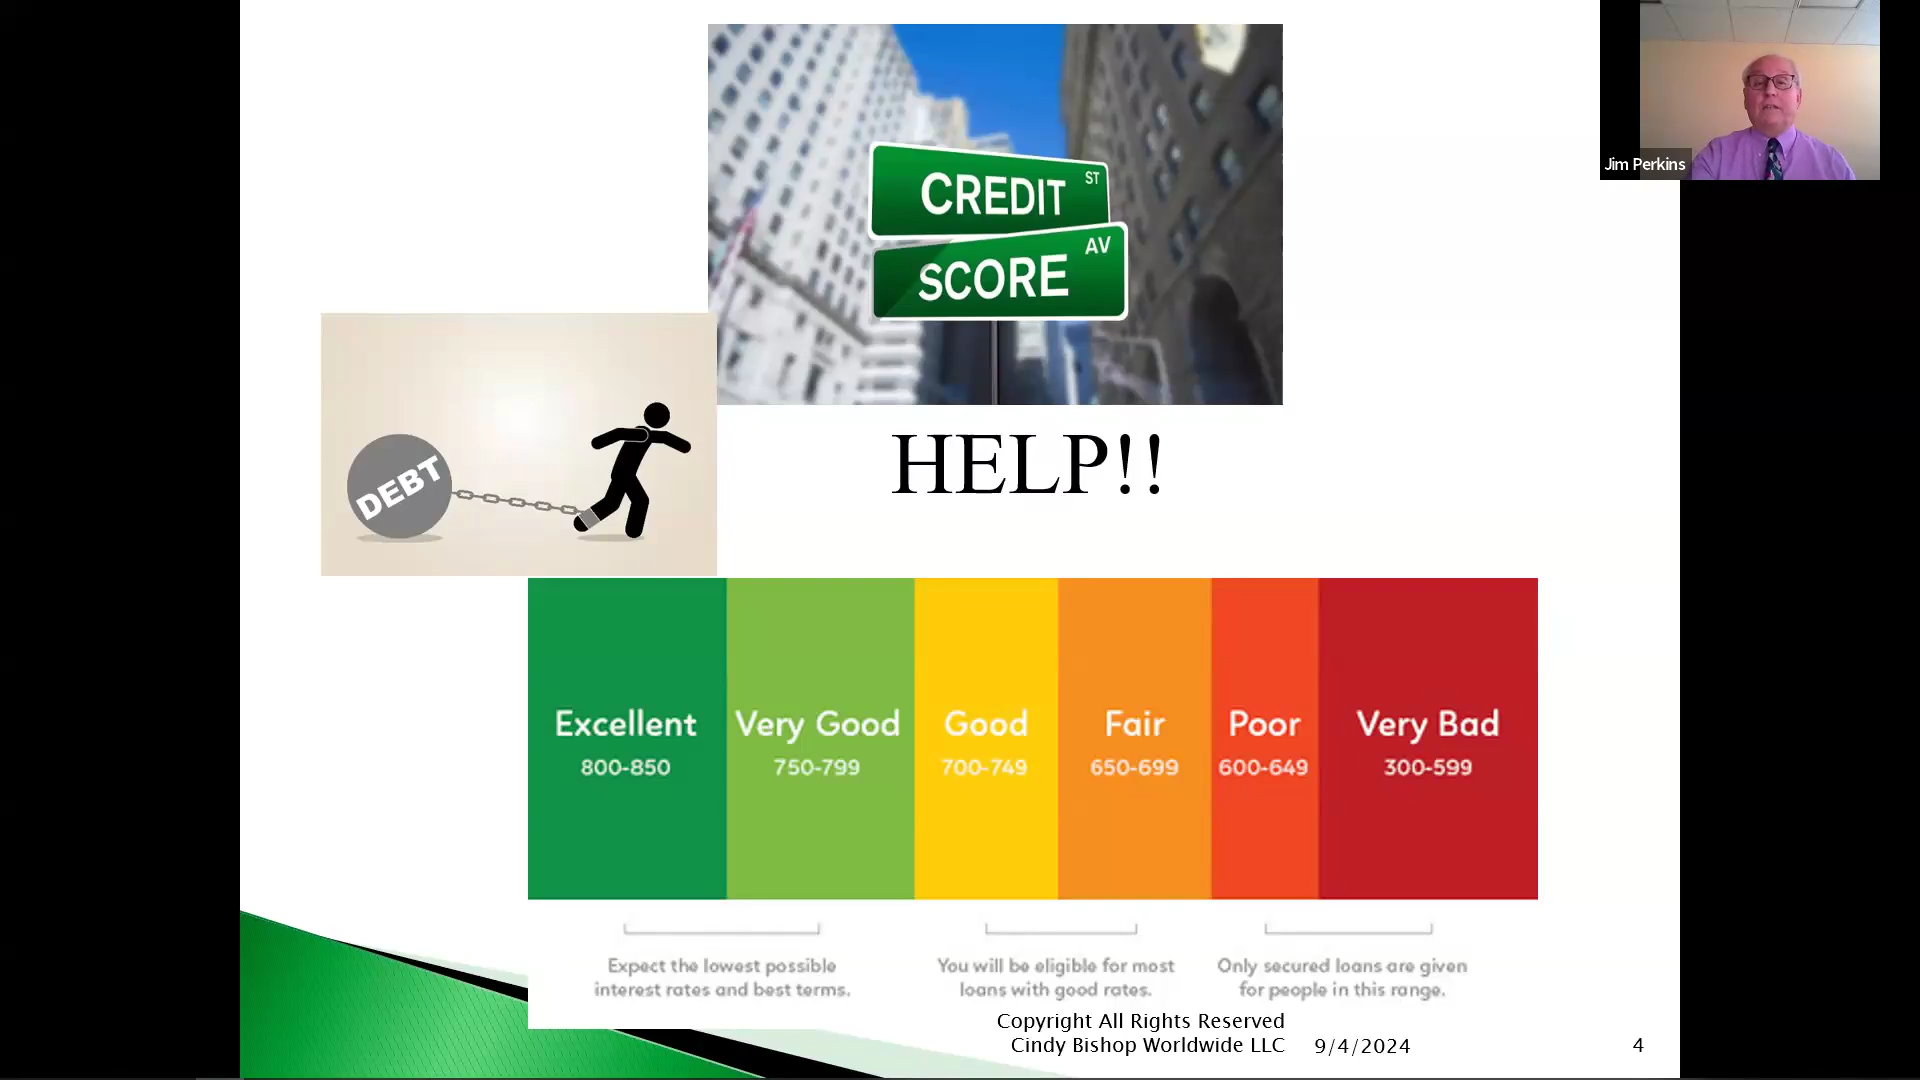 CREDIT ST
SCORE AV
Jim Perkins
DEBT
HELP!!
Excellent
800-850
Very Good
750-799
Good
700-749
Fair
650-699
Poor
600-649
Very Bad
300-599
Expect the lowest possible
interest rates and best terms.
You will be eligible for most
loans with good rates.
Only secured loans are given
for people in this range.
Copyright All Rights Reserved
Cindy Bishop Worldwide LLC
9/4/2024
4